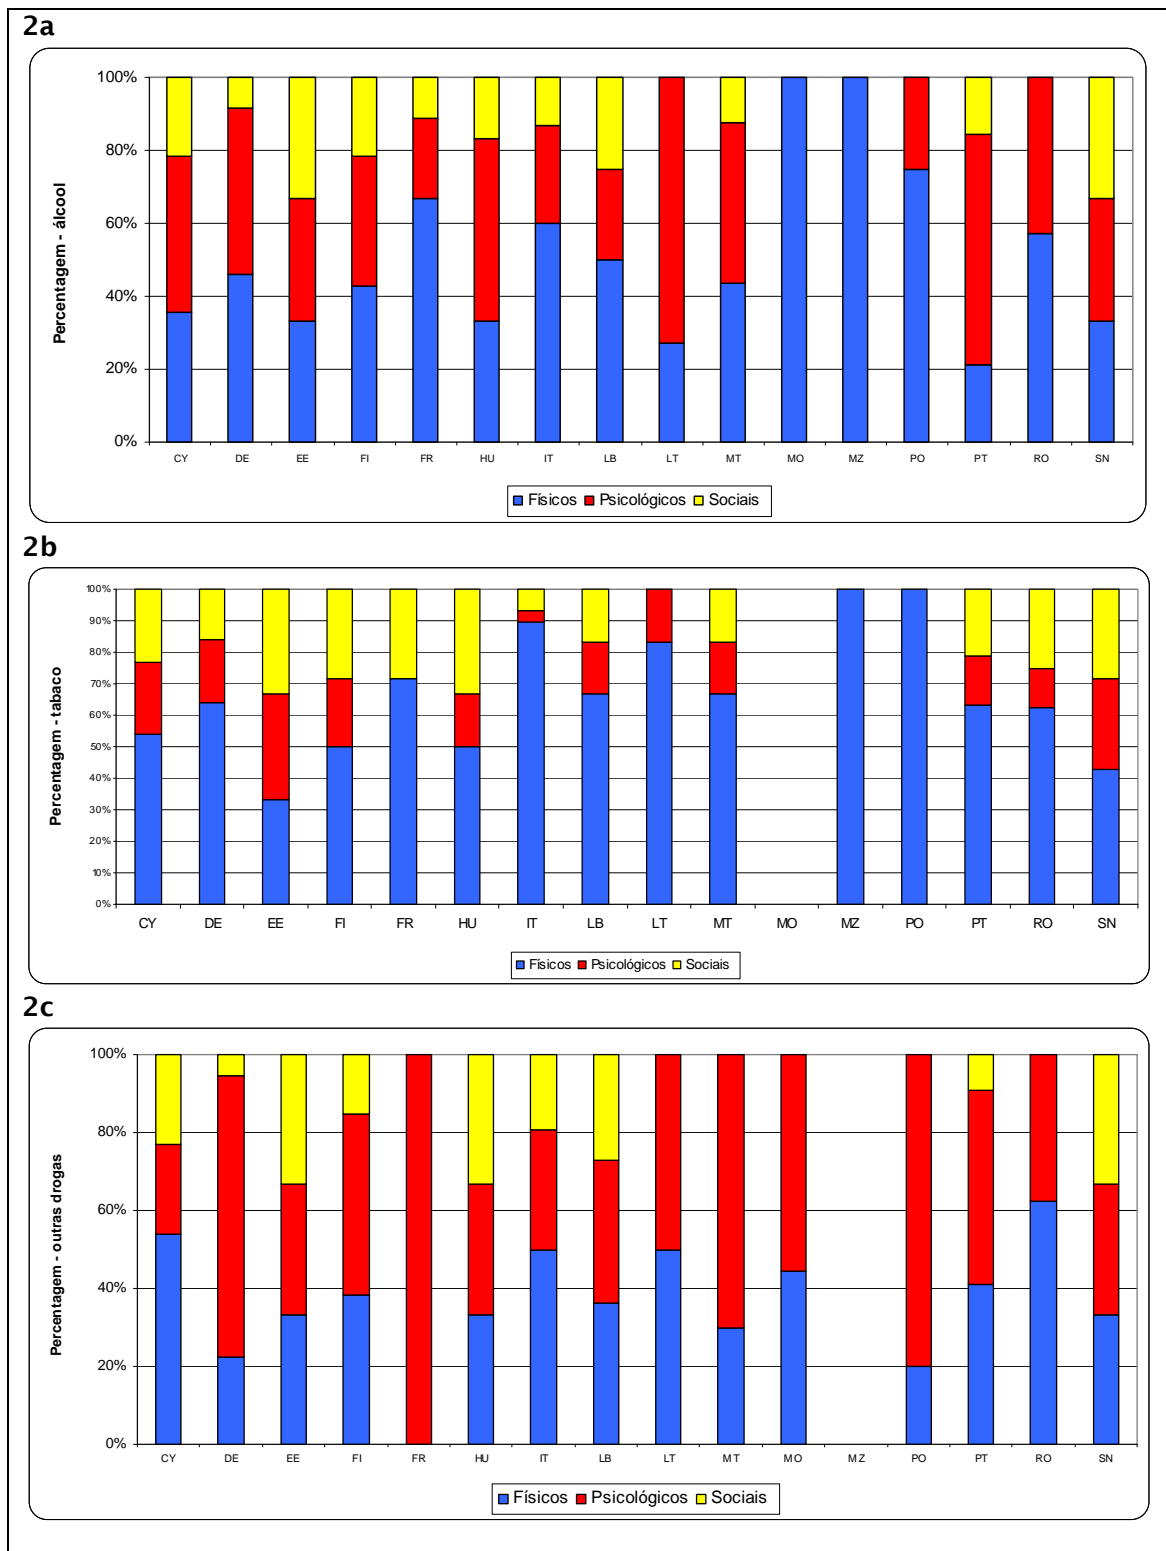 2a
Percentagem - álcool
100%
80%
60%
40%
20%
0%
CY DE EE FI FR HU IT LB LT MT MO MZ PO PT RO SN
Físicos Psicológicos Sociais
2b
Percentagem - tabaco
100%
90%
80%
70%
60%
50%
40%
30%
20%
10%
0%
CY DE EE FI FR HU IT LB LT MT MO MZ PO PT RO SN
Físicos Psicológicos Sociais
2c
Percentagem - outras drogas
100%
80%
60%
40%
20%
0%
CY DE EE FI FR HU IT LB LT MT MO MZ PO PT RO SN
Físicos Psicológicos Sociais